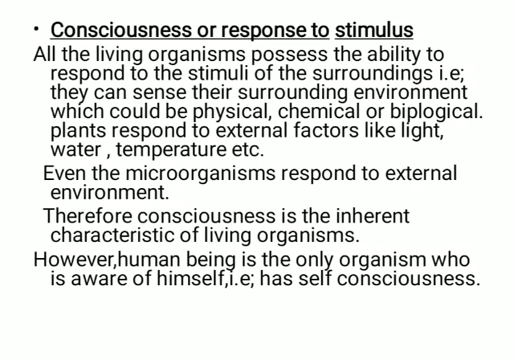 • Consciousness or response to stimulus
All the living organisms possess the ability to
respond to the stimuli of the surroundings i.e;
they can sense their surrounding environment
which could be physical, chemical or biplogical.
plants respond to external factors like light,
water , temperature etc.
Even the microorganisms respond to external
environment.
Therefore consciousness is the inherent
characteristic of living organisms.
However,human being is the only organism who
is aware of himself,i.e; has self consciousness.